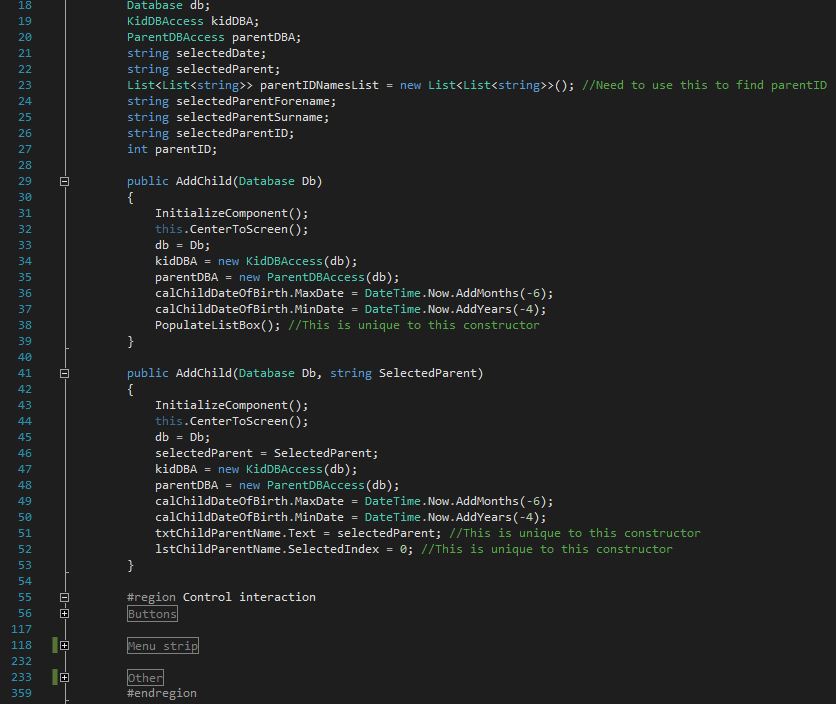 18 Database db;
19 KidDBAccess kidDBA;
20 ParentDBAccess parentDBA;
21 string selectedDate;
22 string selectedParent;
23 List<List<string>> parentIDNamesList = new List<List<string>>(); //Need to use this to find parentID
24 string selectedParentForename;
25 string selectedParentSurname;
26 string selectedParentID;
27 int parentID;
28
29 public AddChild(Database Db)
30 {
31 InitializeComponent();
32 this.CenterToScreen();
33 db = Db;
34 kidDBA = new KidDBAccess(db);
35 parentDBA = new ParentDBAccess(db);
36 calChildDateOfBirth.MaxDate = DateTime.Now.AddMonths(-6);
37 calChildDateOfBirth.MinDate = DateTime.Now.AddYears(-4);
38 PopulateListBox(); //This is unique to this constructor
39 }
40
41 public AddChild(Database Db, string SelectedParent)
42 {
43 InitializeComponent();
44 this.CenterToScreen();
45 db = Db;
46 selectedParent = SelectedParent;
47 kidDBA = new KidDBAccess(db);
48 parentDBA = new ParentDBAccess(db);
49 calChildDateOfBirth.MaxDate = DateTime.Now.AddMonths(-6);
50 calChildDateOfBirth.MinDate = DateTime.Now.AddYears(-4);
51 txtChildParentName.Text = selectedParent; //This is unique to this constructor
52 lstChildParentName.SelectedIndex = 0; //This is unique to this constructor
53 }
54
55 #region Control interaction
56 Buttons
117
118 Menu strip
232
233 Other
359 #endregion